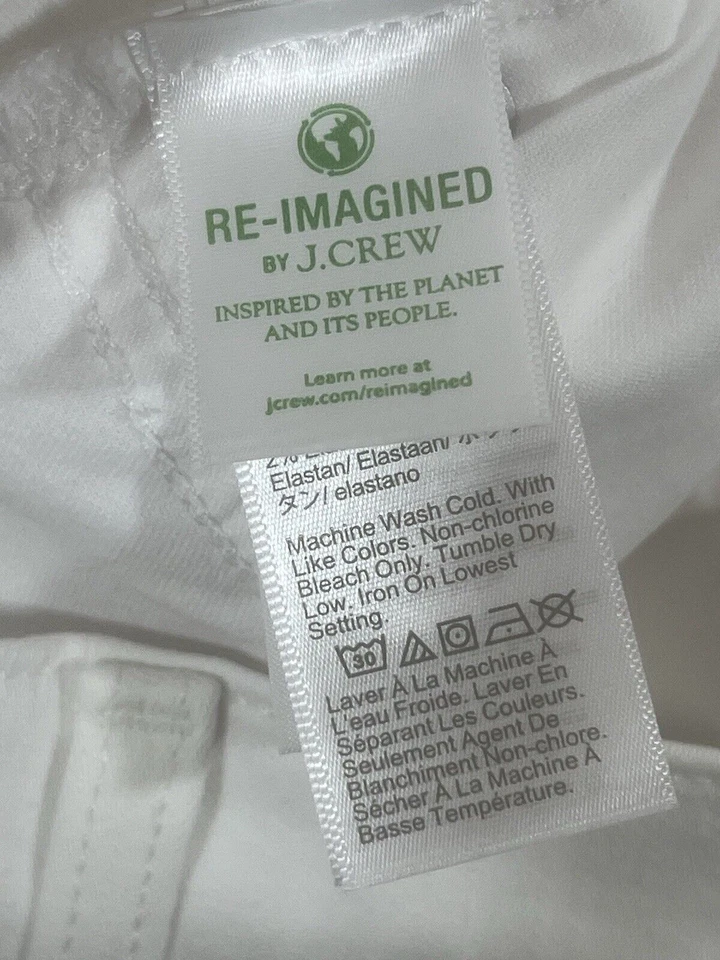 RE-IMAGINED
BY J.CREW
INSPIRED BY THE PLANET
AND ITS PEOPLE.
Learn more at
jcrew.com/reimagined
2%
Elastan/ Elastaan/
タン/ elastano
Machine Wash Cold. With
Like Colors. Non-chlorine
Bleach Only. Tumble Dry
Low. Iron On Lowest
Setting.
30
Laver À La Machine À
L'eau Froide. Laver En
Séparant Les Couleurs.
Seulement Agent De
Blanchiment Non-chlore.
Sécher À La Machine À
Basse Température.